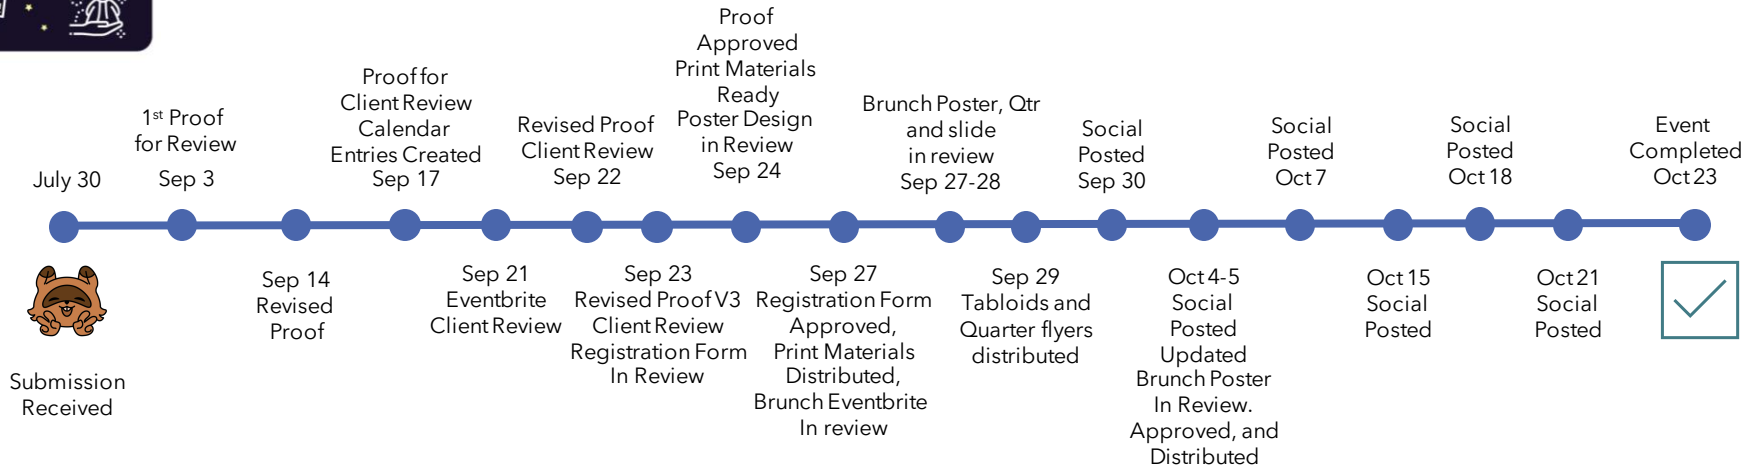 July 30
Submission
Received
1st Proof
for Review
Sep 3
Sep 14
Revised
Proof
Proof for
Client Review
Calendar
Entries Created
Sep 17
Sep 21
Eventbrite
Client Review
Revised Proof
Client Review
Sep 22
Sep 23
Revised Proof V3
Client Review
Registration Form
In Review
Proof
Approved
Print Materials
Ready
Poster Design
in Review
Sep 24
Sep 27
Registration Form
Approved,
Print Materials
Distributed,
Brunch Eventbrite
In review
Brunch Poster, Qtr
and slide
in review
Sep 27-28
Sep 29
Tabloids and
Quarter flyers
distributed
Social
Posted
Sep 30
Oct 4-5
Social
Posted
Updated
Brunch Poster
In Review.
Approved, and
Distributed
Social
Posted
Oct 7
Oct 15
Social
Posted
Social
Posted
Oct 18
Oct 21
Social
Posted
Event
Completed
Oct 23